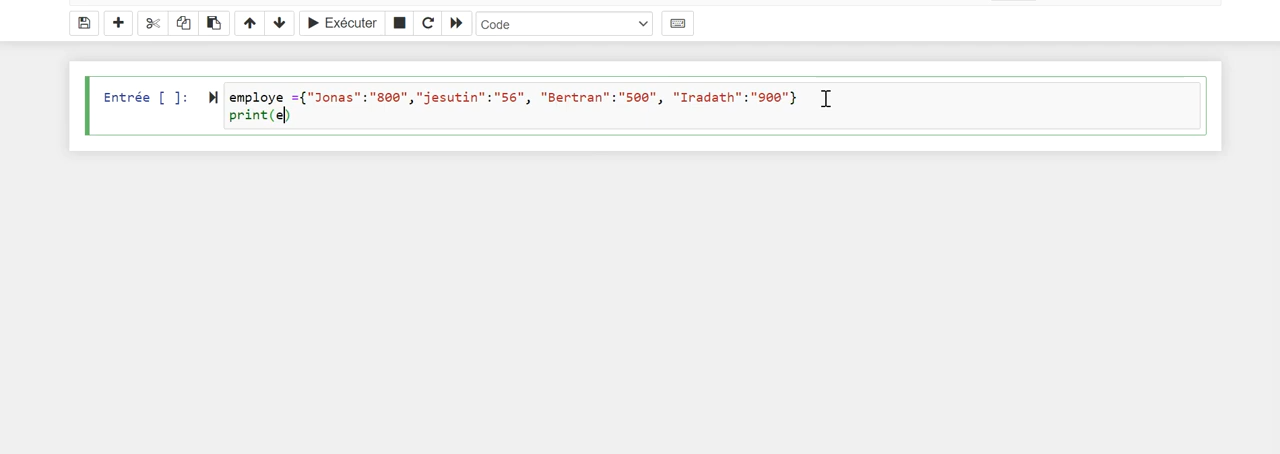 Exécuter
Code
Entrée [ ]:
employe ={"Jonas":"800","jesutin":"56", "Bertran":"500", "Iradath":"900"}
print(e)